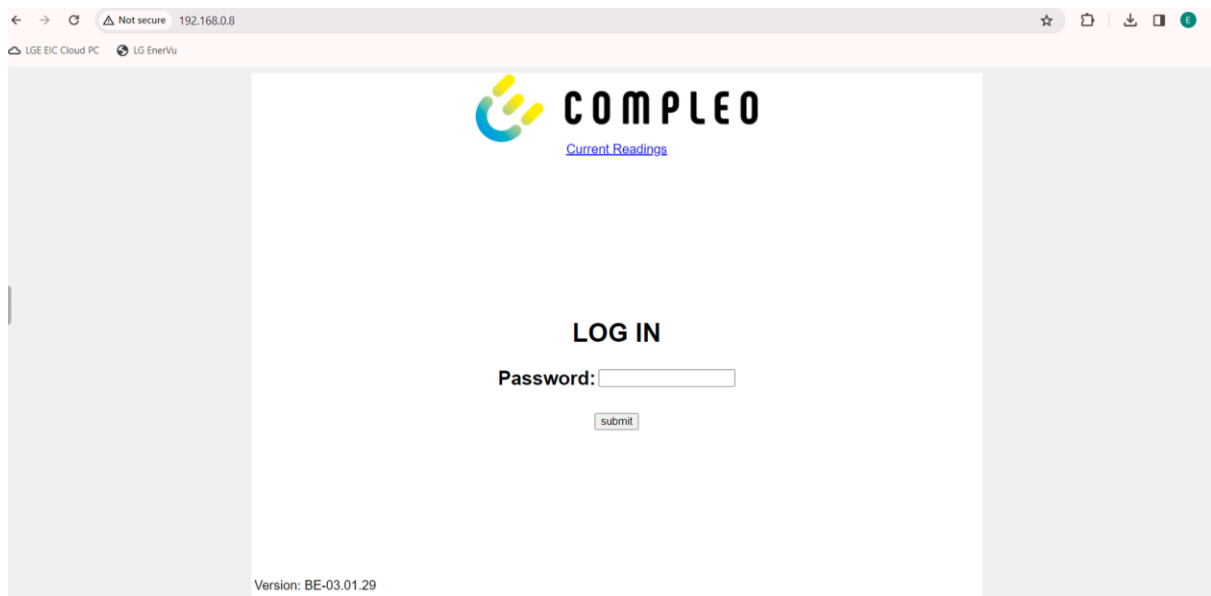 Not secure 192.168.0.8
E
LGE EIC Cloud PC LG EnerVu
COMPLEO
Current Readings
LOG IN
Password:
submit
Version: BE-03.01.29